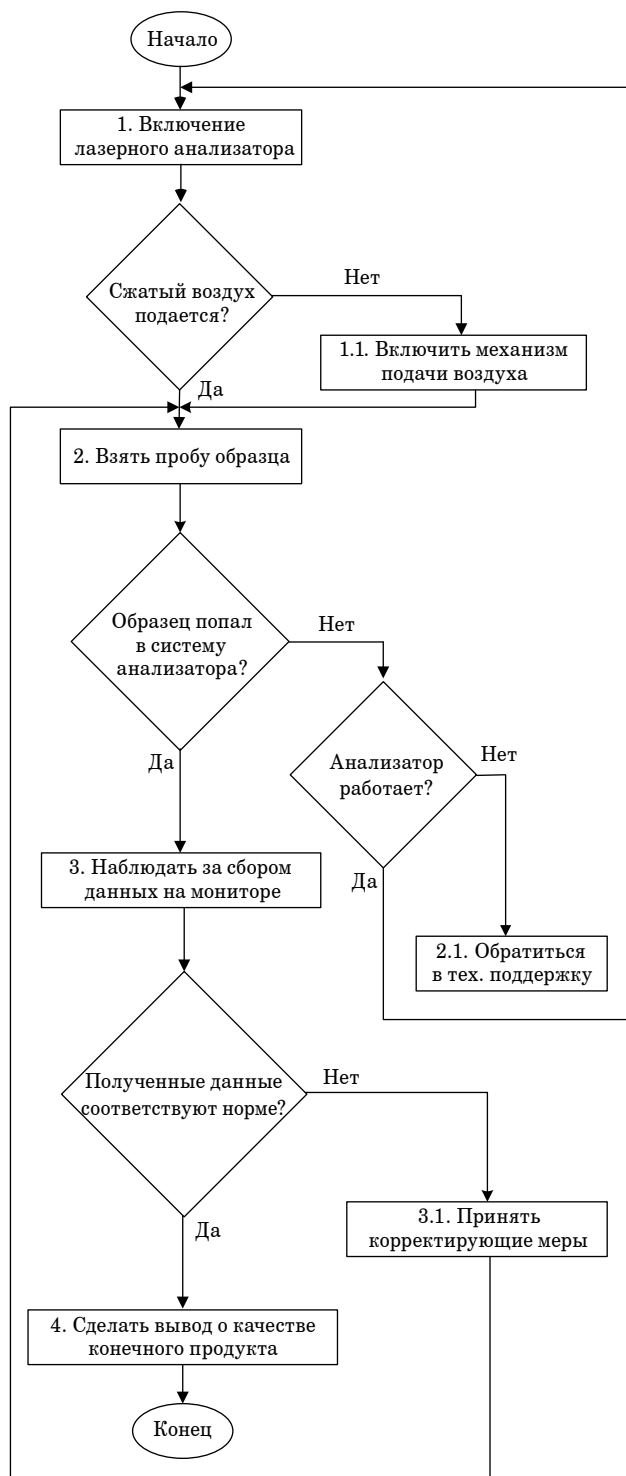 Начало
1. Включение
лазерного анализатора
Сжатый воздух
подается?
Нет
1.1. Включить механизм
подачи воздуха
Да
2. Взять пробу образца
Образец попал
в систему
анализатора?
Нет
Да
Анализатор
работает?
Нет
Да
2.1. Обратиться
в тех. поддержку
3. Наблюдать за сбором
данных на мониторе
Полученные данные
соответствуют норме?
Нет
Да
3.1. Принять
корректирующие меры
4. Сделать вывод о качестве
конечного продукта
Конец